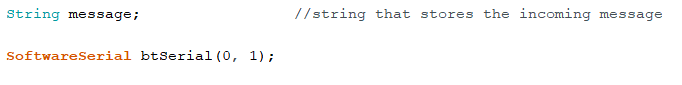 String message;                  //string that stores the incoming message
SoftwareSerial btSerial(0, 1);